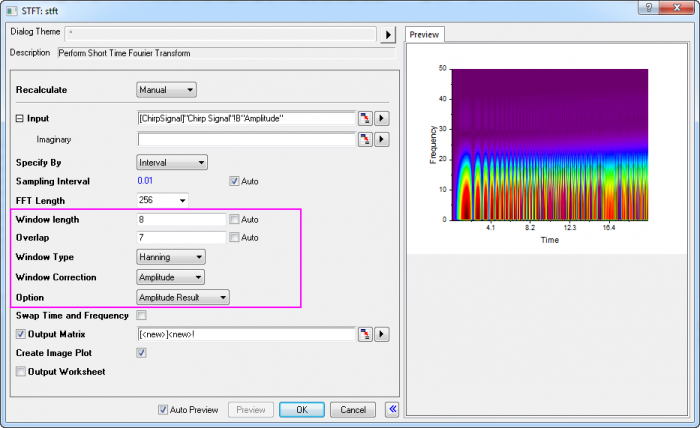 STFT: stft
Dialog Theme *
Description Perform Short Time Fourier Transform
Recalculate Manual
Input [ChirpSignal]"Chirp Signal"!B"Amplitude"
Imaginary
Specify By Interval
Sampling Interval 0.01 Auto
FFT Length 256
Window length 8 Auto
Overlap 7 Auto
Window Type Hanning
Window Correction Amplitude
Option Amplitude Result
Swap Time and Frequency
Output Matrix [<new>]<new>!
Create Image Plot
Output Worksheet
Auto Preview Preview OK Cancel
Preview
50
40
30
20
10
0
Frequency
4.1 8.2 12.3 16.4
Time